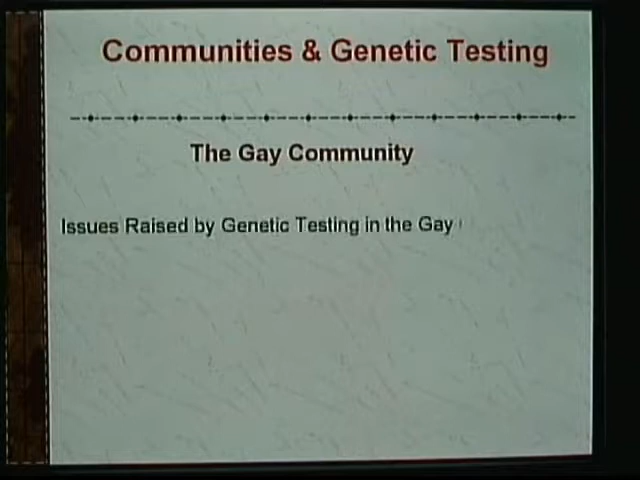 Communities & Genetic Testing
The Gay Community
Issues Raised by Genetic Testing in the Gay